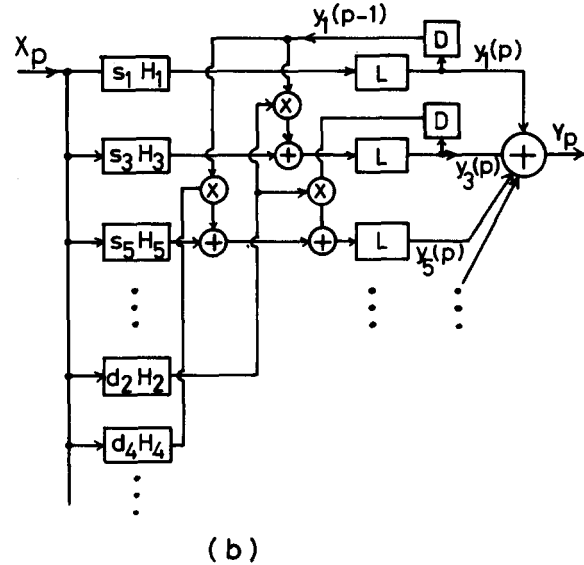 y₁(p-1)
D
Xₚ
s₁ H₁
L
y₁(p)
X
D
s₃ H₃
+
L
y₃(p)
+
Yₚ
X
X
s₅ H₅
+
+
L
y₅(p)
d₂ H₂
d₄ H₄
(b)